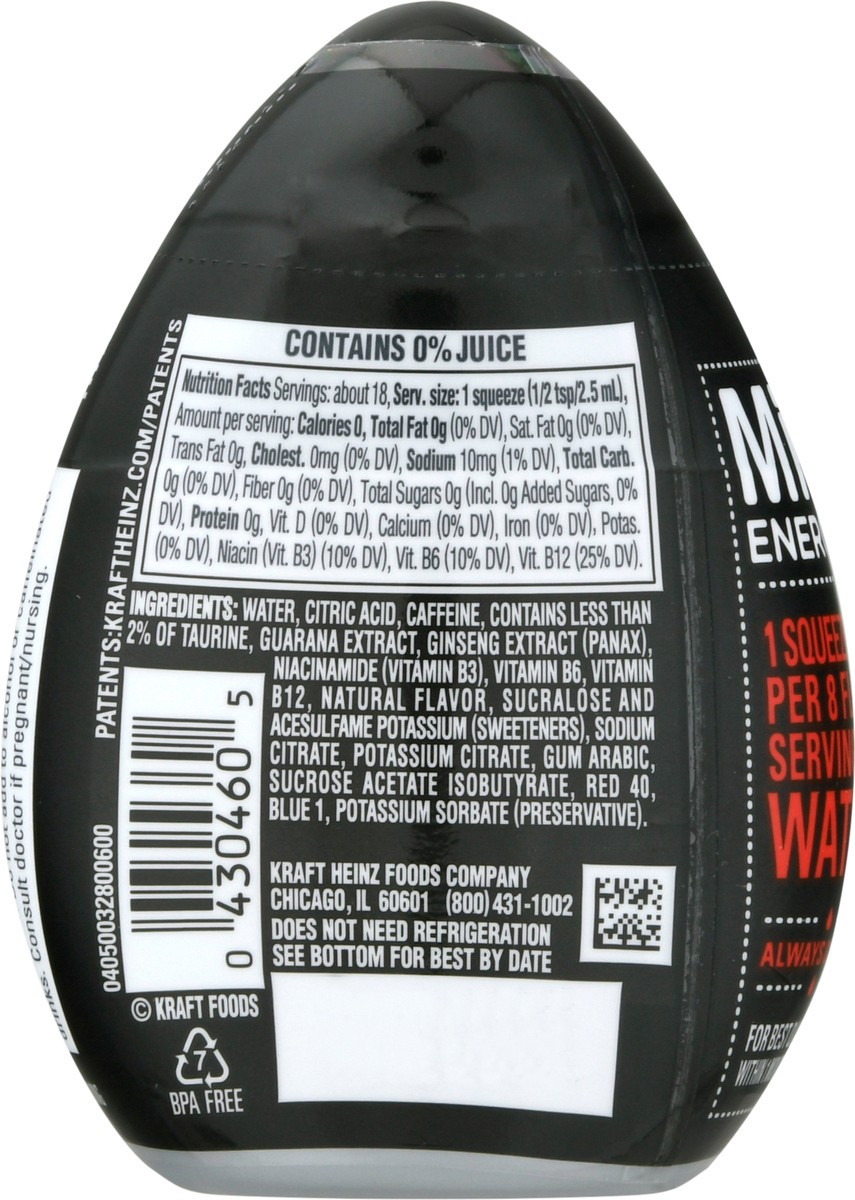 CONTAINS 0% JUICE
Nutrition Facts Servings: about 18, Serv. size: 1 squeeze (1/2 tsp/2.5 mL),
Amount per serving: Calories 0, Total Fat 0g (0% DV), Sat. Fat 0g (0% DV),
Trans Fat 0g, Cholest. 0mg (0% DV), Sodium 10mg (1% DV), Total Carb.
0g (0% DV), Fiber 0g (0% DV), Total Sugars 0g (Incl. 0g Added Sugars, 0%
DV), Protein 0g, Vit. D (0% DV), Calcium (0% DV), Iron (0% DV), Potas.
(0% DV), Niacin (Vit. B3) (10% DV), Vit. B6 (10% DV), Vit. B12 (25% DV).
INGREDIENTS: WATER, CITRIC ACID, CAFFEINE, CONTAINS LESS THAN
2% OF TAURINE, GUARANA EXTRACT, GINSENG EXTRACT (PANAX),
NIACINAMIDE (VITAMIN B3), VITAMIN B6, VITAMIN
B12, NATURAL FLAVOR, SUCRALOSE AND
ACESULFAME POTASSIUM (SWEETENERS), SODIUM
CITRATE, POTASSIUM CITRATE, GUM ARABIC,
SUCROSE ACETATE ISOBUTYRATE, RED 40,
BLUE 1, POTASSIUM SORBATE (PRESERVATIVE).
KRAFT HEINZ FOODS COMPANY
CHICAGO, IL 60601 (800) 431-1002
DOES NOT NEED REFRIGERATION
SEE BOTTOM FOR BEST BY DATE
PATENTS:KRAFTHEINZ.COM/PATENTS
04050032800600
0 430460 5
© KRAFT FOODS
7
BPA FREE
add to alcohol or
drinks. Consult doctor if pregnant/nursing.
Mi
ENER
1 SQUEEZ
PER 8 F
SERVIN
WAT
ALWAYS
FOR BEST
WITHIN A